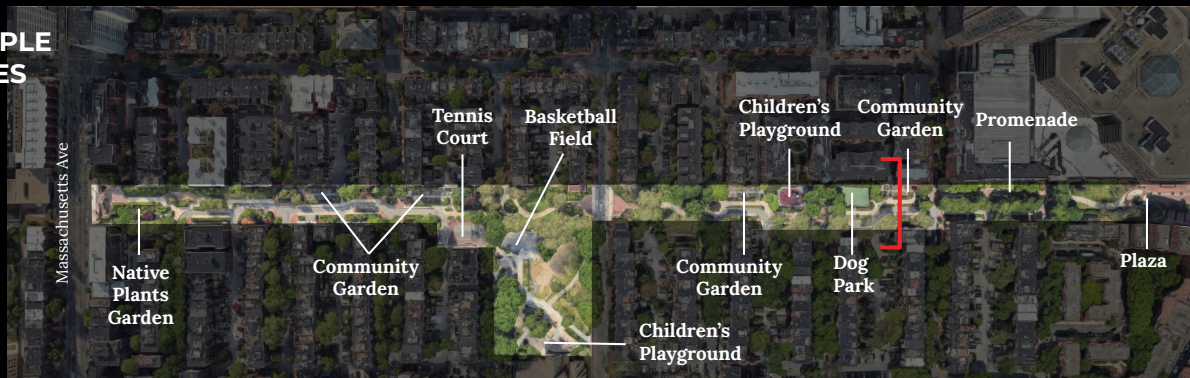 PLE
ES
Massachusetts Ave
Tennis
Court
Basketball
Field
Children's
Playground
Community
Garden
Promenade
Native
Plants
Garden
Community
Garden
Community
Garden
Dog
Park
Plaza
Children's
Playground